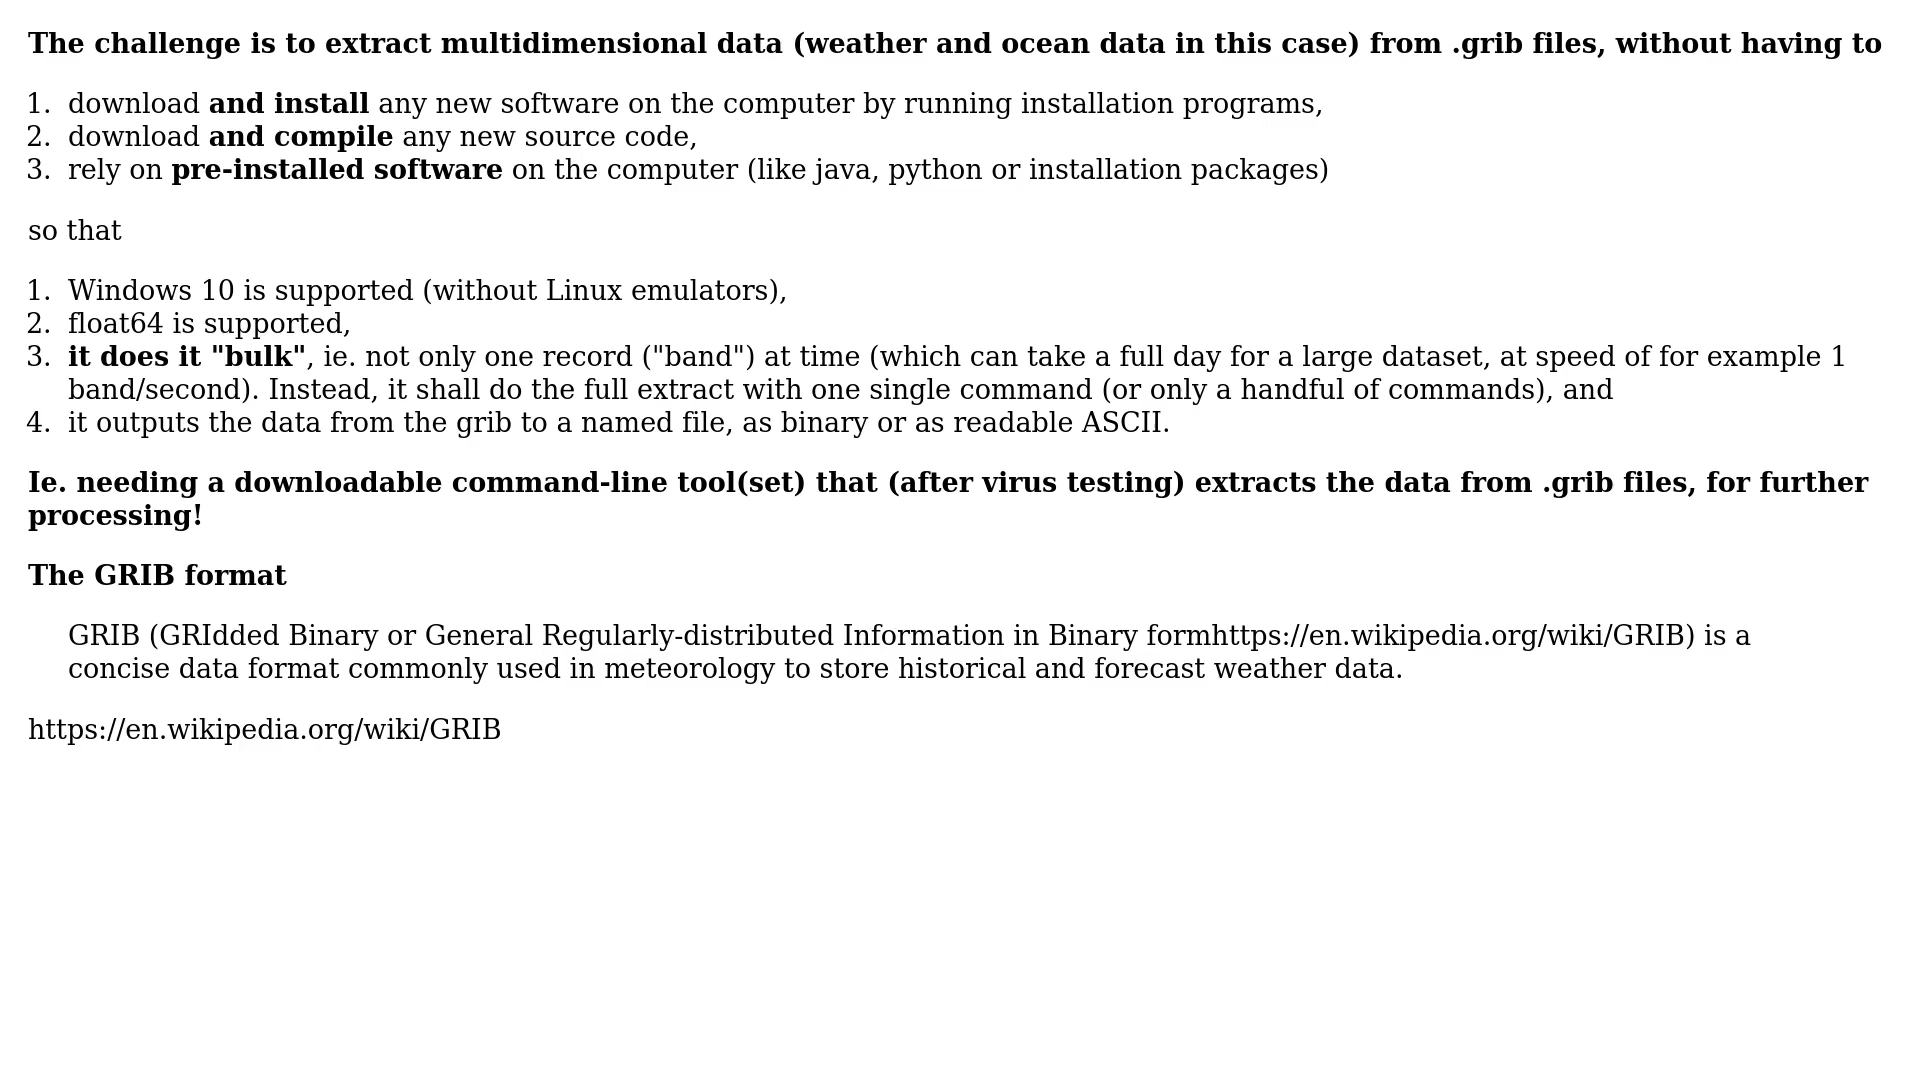 The challenge is to extract multidimensional data (weather and ocean data in this case) from .grib files, without having to
1. download and install any new software on the computer by running installation programs,
2. download and compile any new source code,
3. rely on pre-installed software on the computer (like java, python or installation packages)
so that
1. Windows 10 is supported (without Linux emulators),
2. float64 is supported,
3. it does it "bulk", ie. not only one record ("band") at time (which can take a full day for a large dataset, at speed of for example 1
band/second). Instead, it shall do the full extract with one single command (or only a handful of commands), and
4. it outputs the data from the grib to a named file, as binary or as readable ASCII.
Ie. needing a downloadable command-line tool(set) that (after virus testing) extracts the data from .grib files, for further
processing!
The GRIB format
GRIB (GRIdded Binary or General Regularly-distributed Information in Binary formhttps://en.wikipedia.org/wiki/GRIB) is a
concise data format commonly used in meteorology to store historical and forecast weather data.
https://en.wikipedia.org/wiki/GRIB